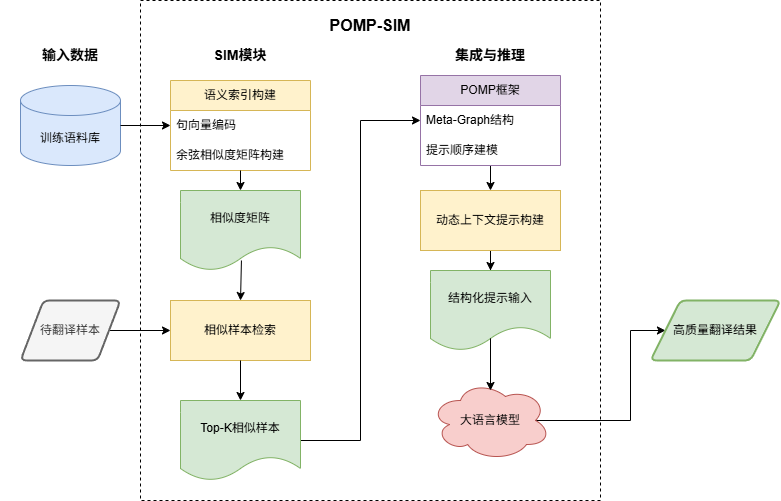 POMP-SIM
输入数据
SIM模块
集成与推理
训练语料库
语义索引构建
句向量编码
余弦相似度矩阵构建
相似度矩阵
待翻译样本
相似样本检索
Top-K相似样本
POMP框架
Meta-Graph结构
提示顺序建模
动态上下文提示构建
结构化提示输入
大语言模型
高质量翻译结果